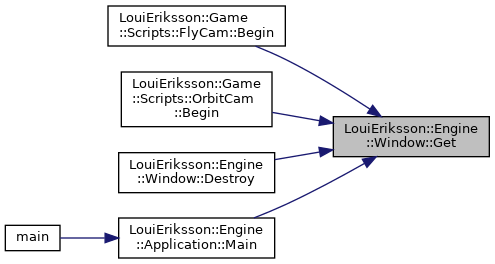 LouiEriksson::Game
::Scripts::FlyCam::Begin
LouiEriksson::Game
::Scripts::OrbitCam
::Begin
LouiEriksson::Engine
::Window::Get
LouiEriksson::Engine
::Window::Destroy
main
LouiEriksson::Engine
::Application::Main